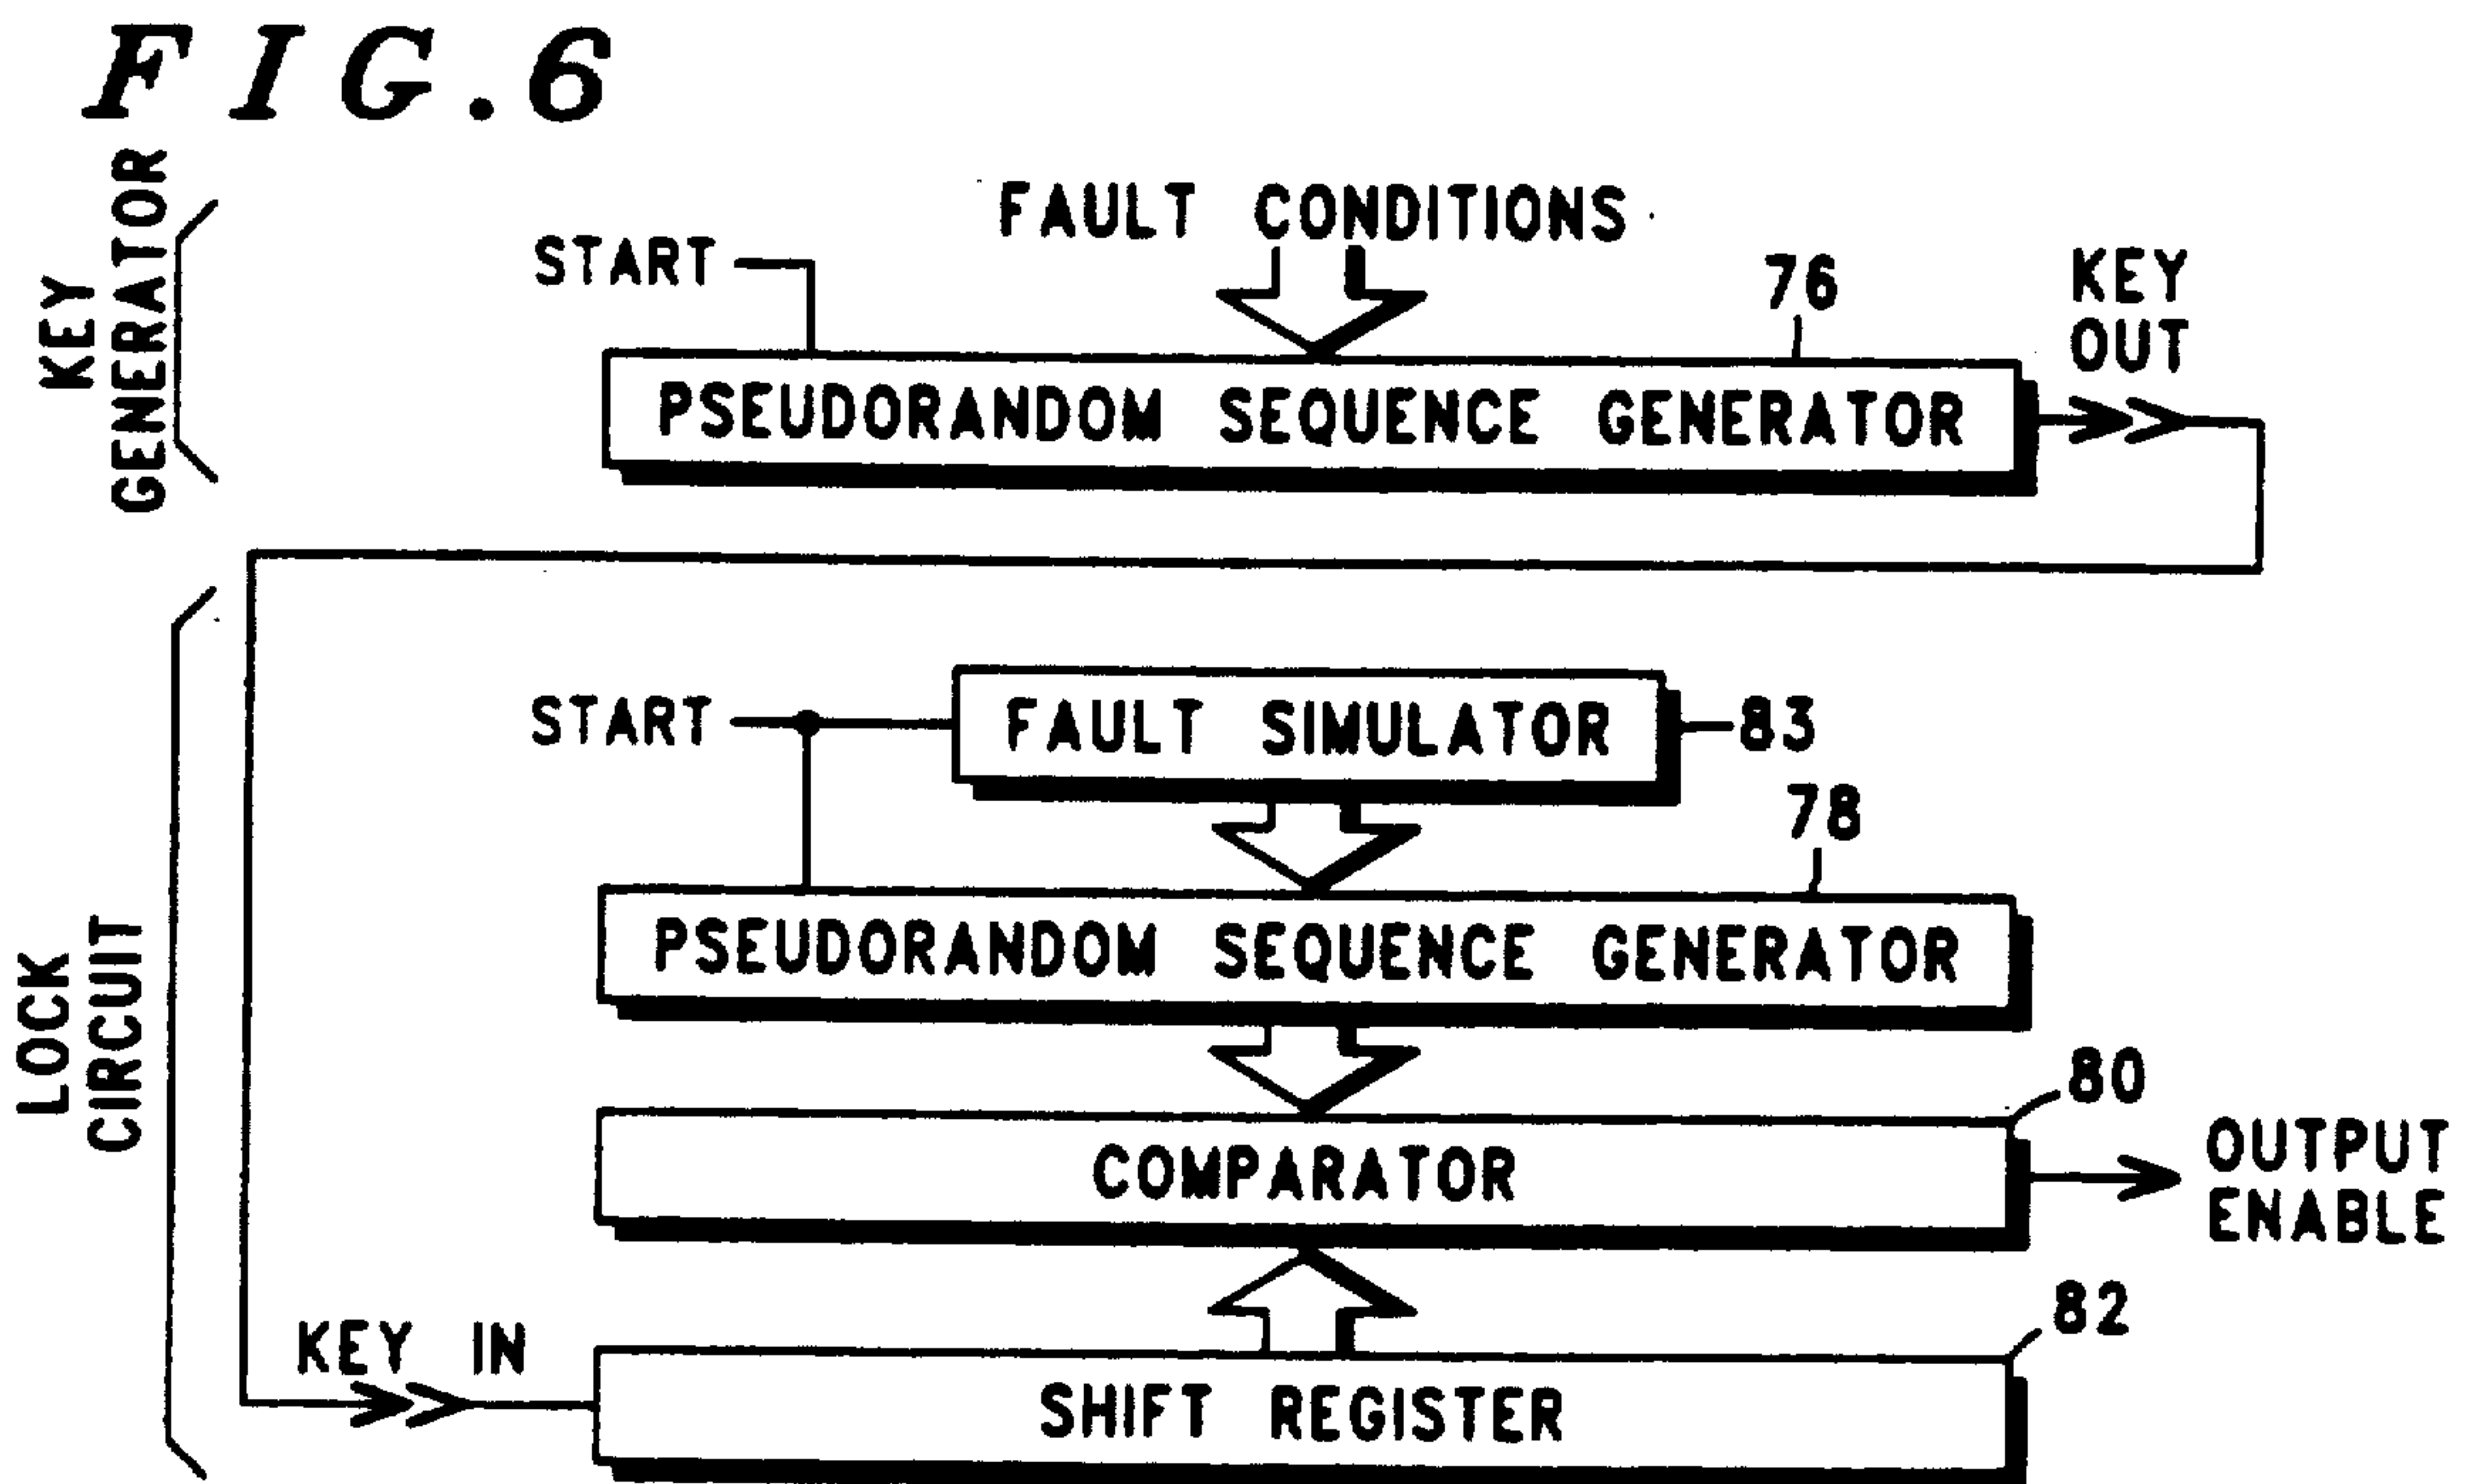 FIG.6
KEY
GENERATOR
START
FAULT CONDITIONS
76
KEY
OUT
PSEUDORANDOM SEQUENCE GENERATOR
START
FAULT SIMULATOR
83
78
PSEUDORANDOM SEQUENCE GENERATOR
LOCK
CIRCUIT
80
COMPARATOR
OUTPUT
ENABLE
82
KEY IN
SHIFT REGISTER